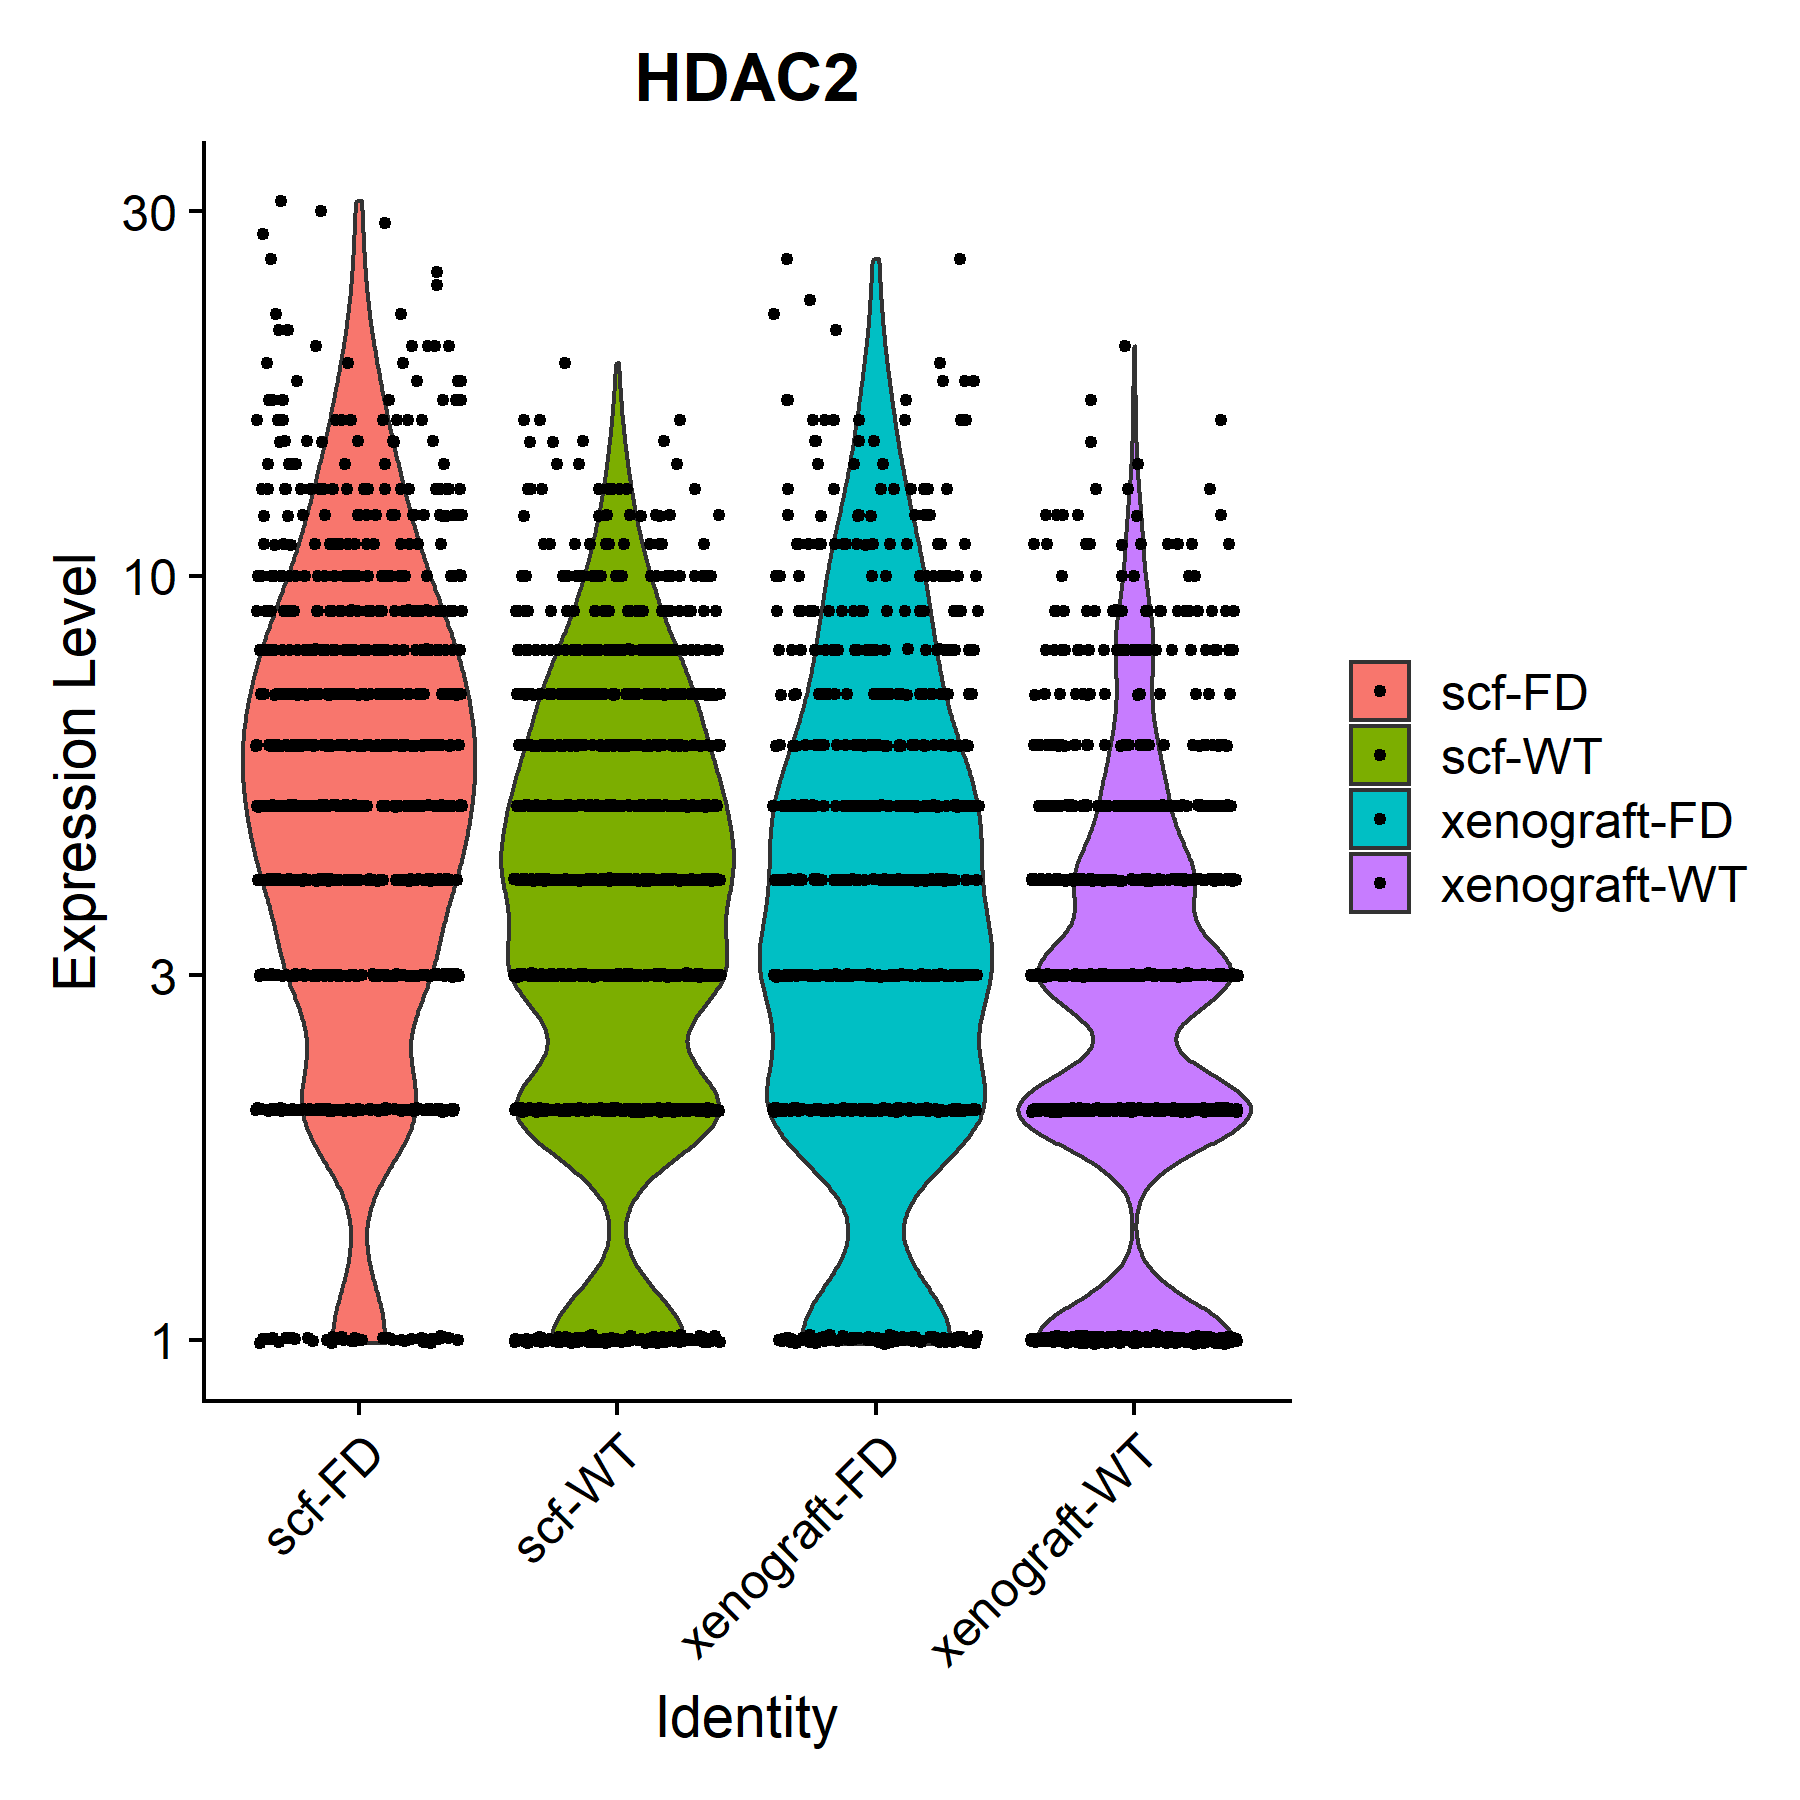 HDAC2
Expression Level
30
10
3
1
scf-FD
scf-WT
xenograft-FD
xenograft-WT
Identity
scf-FD
scf-WT
xenograft-FD
xenograft-WT